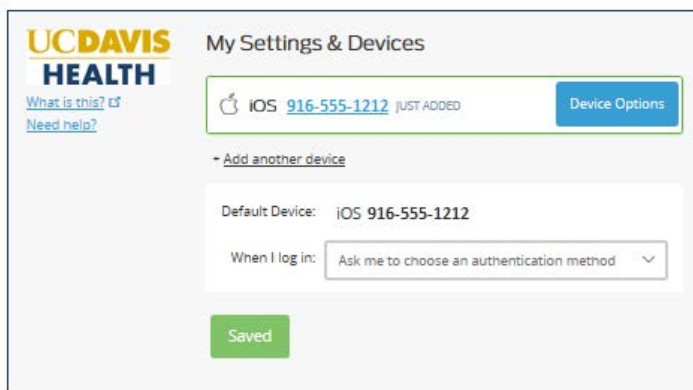 UCDAVIS
HEALTH
What is this?
Need help?
My Settings & Devices
iOS 916-555-1212 JUST ADDED
Device Options
+ Add another device
Default Device: iOS 916-555-1212
When I log in: Ask me to choose an authentication method
Saved